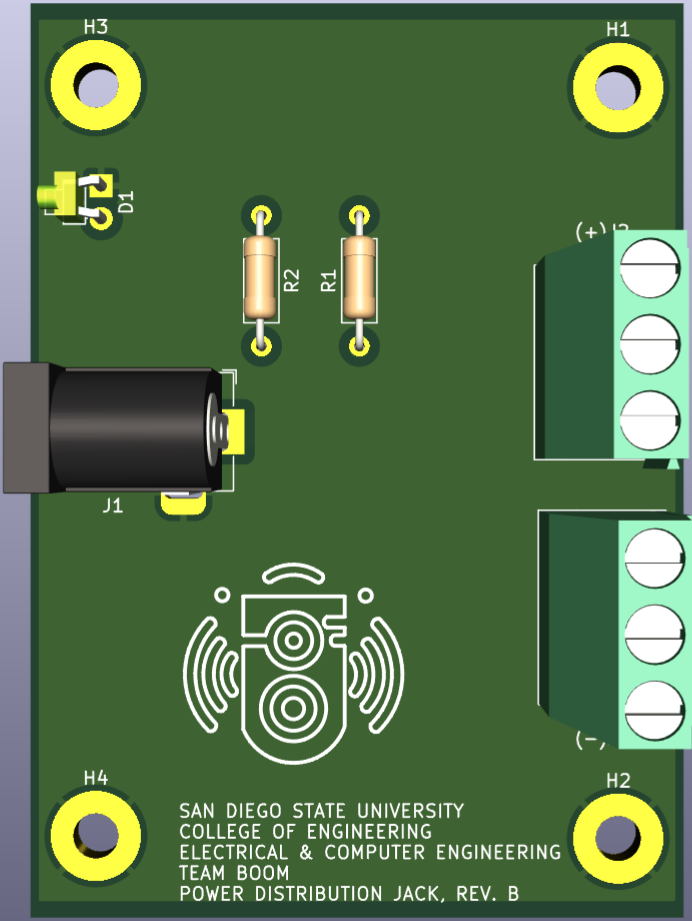 H3
H1
D1
(+)
R2
R1
J1
(-)
H4
H2
SAN DIEGO STATE UNIVERSITY
COLLEGE OF ENGINEERING
ELECTRICAL & COMPUTER ENGINEERING
TEAM BOOM
POWER DISTRIBUTION JACK, REV. B